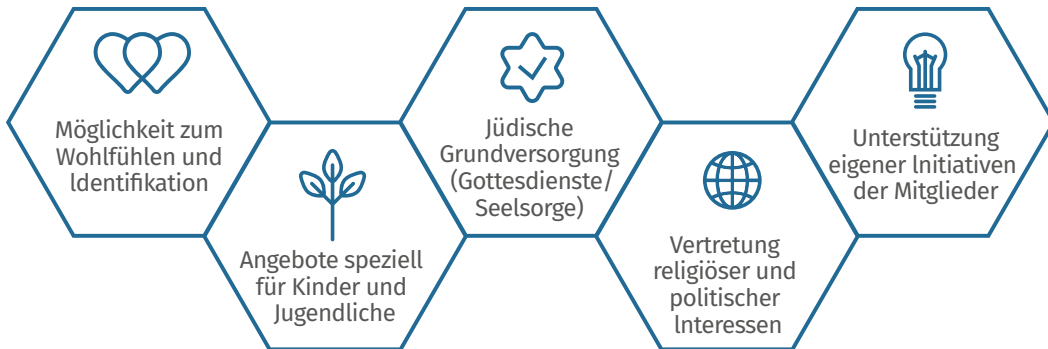 Möglichkeit zum
Wohlfühlen und
Identifikation
Angebote speziell
für Kinder und
Jugendliche
Jüdische
Grundversorgung
(Gottesdienste/
Seelsorge)
Vertretung
religiöser und
politischer
Interessen
Unterstützung
eigener Initiativen
der Mitglieder